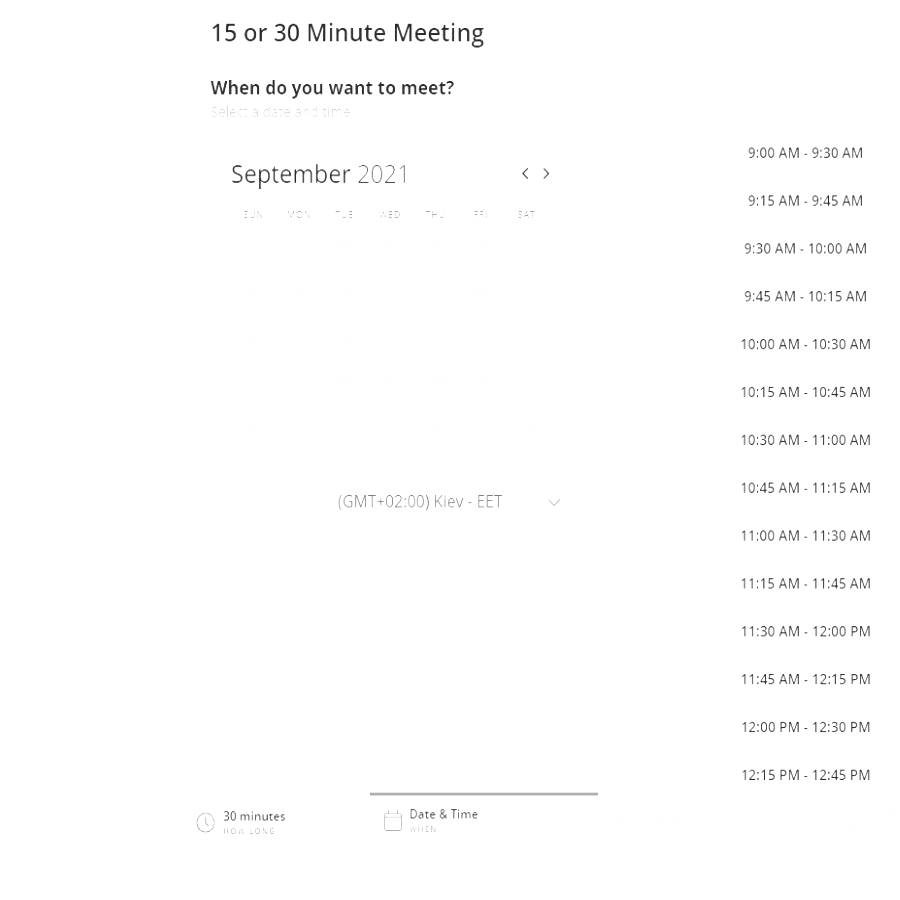 15 or 30 Minute Meeting
When do you want to meet?
Select a date and time
September 2021
SUN MON TUE WED THU FRI SAT
(GMT+02:00) Kiev - EET
9:00 AM - 9:30 AM
9:15 AM - 9:45 AM
9:30 AM - 10:00 AM
9:45 AM - 10:15 AM
10:00 AM - 10:30 AM
10:15 AM - 10:45 AM
10:30 AM - 11:00 AM
10:45 AM - 11:15 AM
11:00 AM - 11:30 AM
11:15 AM - 11:45 AM
11:30 AM - 12:00 PM
11:45 AM - 12:15 PM
12:00 PM - 12:30 PM
12:15 PM - 12:45 PM
30 minutes
HOW LONG
Date & Time
WHEN